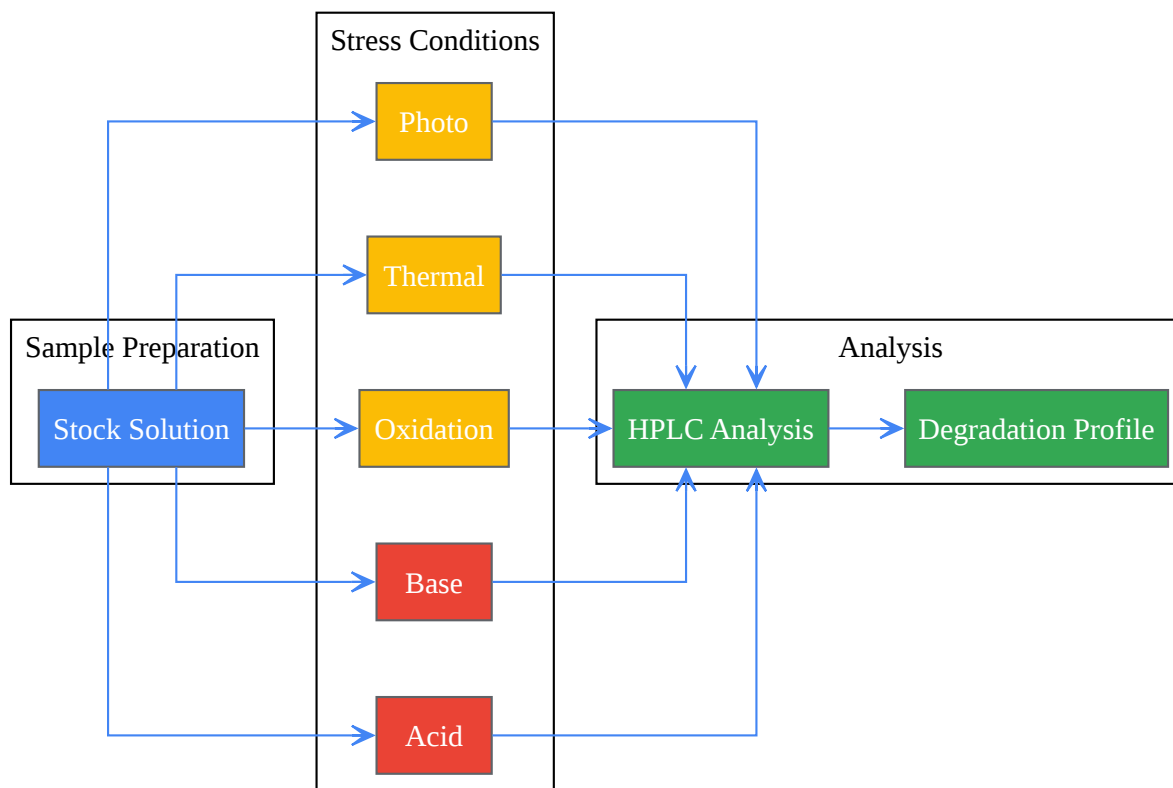 Stress Conditions
Photo
Thermal
Sample Preparation
Analysis
Stock Solution
Oxidation
HPLC Analysis
Degradation Profile
Base
Acid